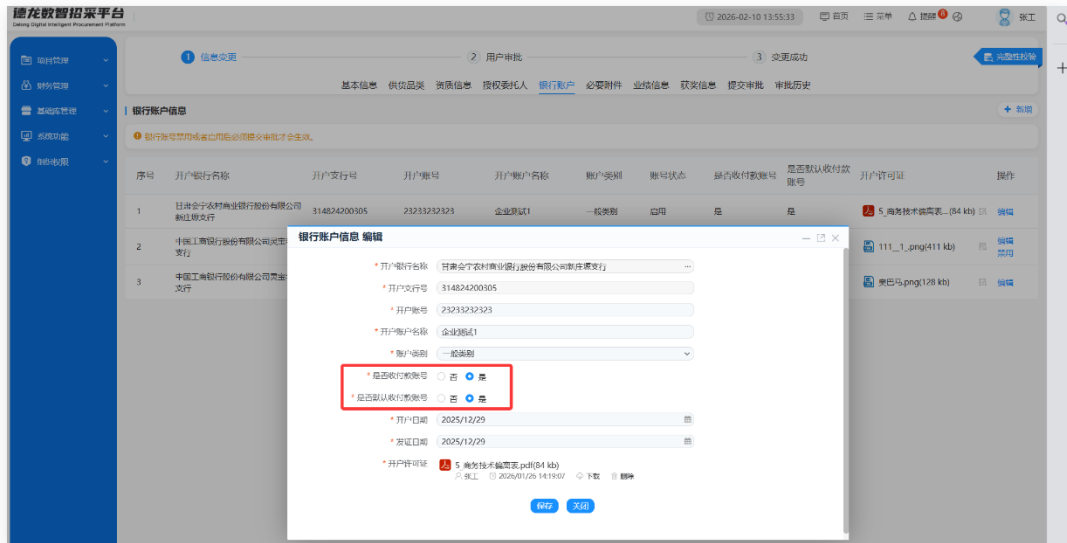 德龙数智招采平台
Delong Digital Intelligent Procurement Platform
2026-02-10 13:55:33 首页 菜单 提醒 6 张工
项目管理
财务管理
基础库管理
系统功能
组织权限
1 信息变更 2 用户审批 3 变更成功
完整性校验
基本信息 供货品类 资质信息 授权委托人 银行账户 必要附件 业绩信息 获奖信息 提交审批 审批历史
银行账户信息
+ 新增
银行账号禁用或者启用后必须提交审批才会生效。
序号 开户银行名称 开户支行号 开户账号 开户账户名称 账户类别 账号状态 是否收付款账号 是否默认收付款账号 开户许可证 操作
1 甘肃会宁农村商业银行股份有限公司新庄塬支行 314824200305 23233232323 企业测试1 一般类别 启用 是 是 5_商务技术偏离表...(84 kb) 编辑
2 中国工商银行股份有限公司灵宝 支行 111__1_.png(411 kb) 编辑 禁用
3 中国工商银行股份有限公司灵宝 支行 奥巴马.png(128 kb) 编辑
银行账户信息 编辑
* 开户银行名称 甘肃会宁农村商业银行股份有限公司新庄塬支行 ...
* 开户支行号 314824200305
* 开户账号 23233232323
* 开户账户名称 企业测试1
* 账户类别 一般类别
* 是否收付款账号 否 是
* 是否默认收付款账号 否 是
* 开户日期 2025/12/29
* 发证日期 2025/12/29
* 开户许可证 5_商务技术偏离表.pdf(84 kb)
张工 2026/01/26 14:19:07 下载 删除
保存 关闭